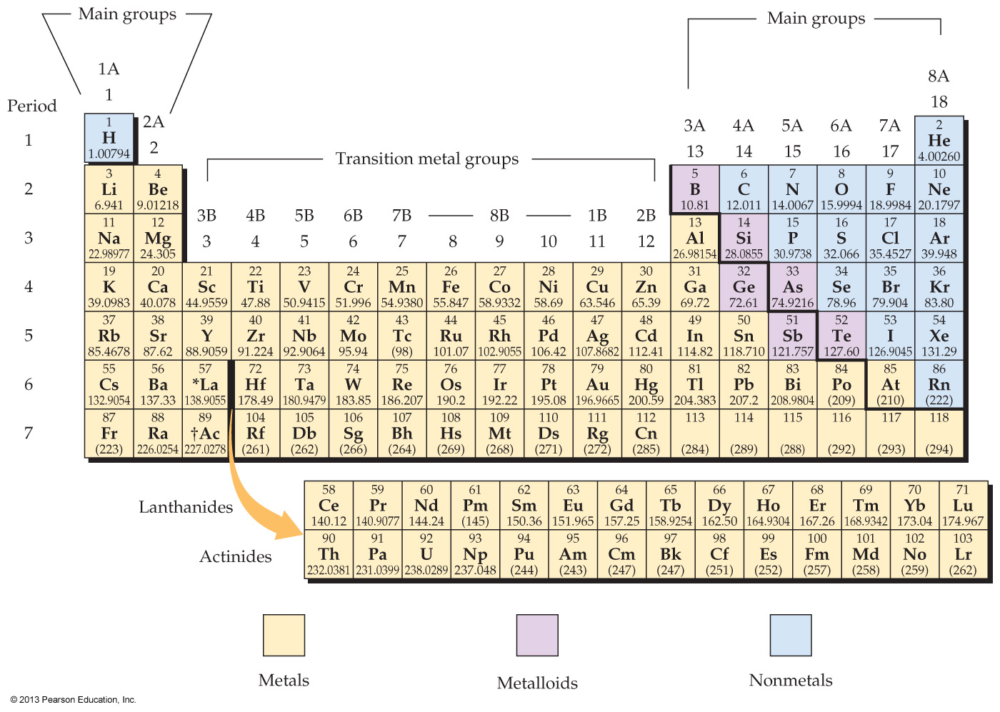 Main groups
Main groups
1A
8A
1
18
Period
2A
3A 4A 5A 6A 7A
2
13 14 15 16 17
Transition metal groups
3B 4B 5B 6B 7B 8B 1B 2B
3 4 5 6 7 8 9 10 11 12
1
1 2
H He
1.00794 4.00260
2
3 4 5 6 7 8 9 10
Li Be B C N O F Ne
6.941 9.01218 10.81 12.011 14.0067 15.9994 18.9984 20.1797
3
11 12 13 14 15 16 17 18
Na Mg Al Si P S Cl Ar
22.98977 24.305 26.98154 28.0855 30.9738 32.066 35.4527 39.948
4
19 20 21 22 23 24 25 26 27 28 29 30 31 32 33 34 35 36
K Ca Sc Ti V Cr Mn Fe Co Ni Cu Zn Ga Ge As Se Br Kr
39.0983 40.078 44.9559 47.88 50.9415 51.996 54.9380 55.847 58.9332 58.69 63.546 65.39 69.72 72.61 74.9216 78.96 79.904 83.80
5
37 38 39 40 41 42 43 44 45 46 47 48 49 50 51 52 53 54
Rb Sr Y Zr Nb Mo Tc Ru Rh Pd Ag Cd In Sn Sb Te I Xe
85.4678 87.62 88.9059 91.224 92.9064 95.94 (98) 101.07 102.9055 106.42 107.8682 112.41 114.82 118.710 121.757 127.60 126.9045 131.29
6
55 56 57 72 73 74 75 76 77 78 79 80 81 82 83 84 85 86
Cs Ba *La Hf Ta W Re Os Ir Pt Au Hg Tl Pb Bi Po At Rn
132.9054 137.33 138.9055 178.49 180.9479 183.85 186.207 190.2 192.22 195.08 196.9665 200.59 204.383 207.2 208.9804 (209) (210) (222)
7
87 88 89 104 105 106 107 108 109 110 111 112 113 114 115 116 117 118
Fr Ra †Ac Rf Db Sg Bh Hs Mt Ds Rg Cn
(223) 226.0254 227.0278 (261) (262) (266) (264) (269) (268) (271) (272) (285) (284) (289) (288) (292) (293) (294)
Lanthanides
58 59 60 61 62 63 64 65 66 67 68 69 70 71
Ce Pr Nd Pm Sm Eu Gd Tb Dy Ho Er Tm Yb Lu
140.12 140.9077 144.24 (145) 150.36 151.965 157.25 158.9254 162.50 164.9304 167.26 168.9342 173.04 174.967
Actinides
90 91 92 93 94 95 96 97 98 99 100 101 102 103
Th Pa U Np Pu Am Cm Bk Cf Es Fm Md No Lr
232.0381 231.0399 238.0289 237.048 (244) (243) (247) (247) (251) (252) (257) (258) (259) (262)
Metals
Metalloids
Nonmetals
© 2013 Pearson Education, Inc.